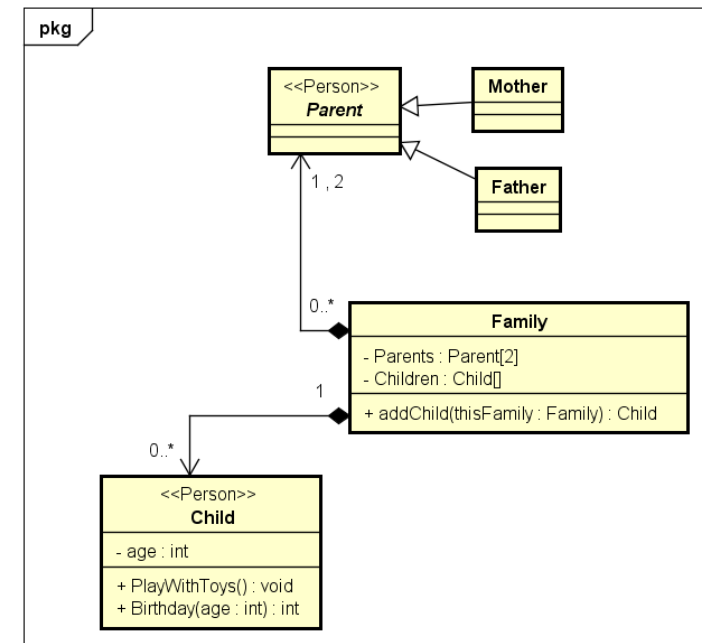 pkg
<<Person>>
Parent
Mother
Father
1 , 2
0..*
Family
- Parents : Parent[2]
- Children : Child[]
+ addChild(thisFamily : Family) : Child
1
0..*
<<Person>>
Child
- age : int
+ PlayWithToys() : void
+ Birthday(age : int) : int